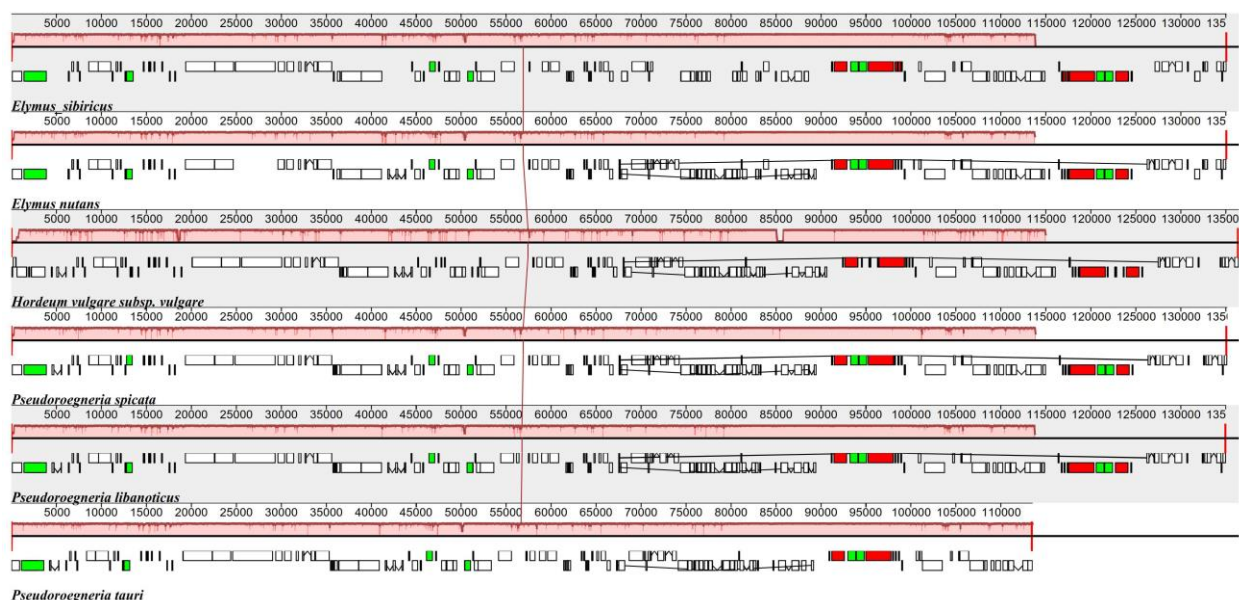 5000 10000 15000 20000 25000 30000 35000 40000 45000 50000 55000 60000 65000 70000 75000 80000 85000 90000 95000 100000 105000 110000 115000 120000 125000 130000 135
Elymus_sibiricus
5000 10000 15000 20000 25000 30000 35000 40000 45000 50000 55000 60000 65000 70000 75000 80000 85000 90000 95000 100000 105000 110000 115000 120000 125000 130000 135
Elymus nutans
5000 10000 15000 20000 25000 30000 35000 40000 45000 50000 55000 60000 65000 70000 75000 80000 85000 90000 95000 100000 105000 110000 115000 120000 125000 130000 135000
Hordeum vulgare subsp. vulgare
5000 10000 15000 20000 25000 30000 35000 40000 45000 50000 55000 60000 65000 70000 75000 80000 85000 90000 95000 100000 105000 110000 115000 120000 125000 130000 1350
Pseudoroegneria spicata
5000 10000 15000 20000 25000 30000 35000 40000 45000 50000 55000 60000 65000 70000 75000 80000 85000 90000 95000 100000 105000 110000 115000 120000 125000 130000 135
Pseudoroegneria libanoticus
5000 10000 15000 20000 25000 30000 35000 40000 45000 50000 55000 60000 65000 70000 75000 80000 85000 90000 95000 100000 105000 110000
Pseudoroegneria tauri